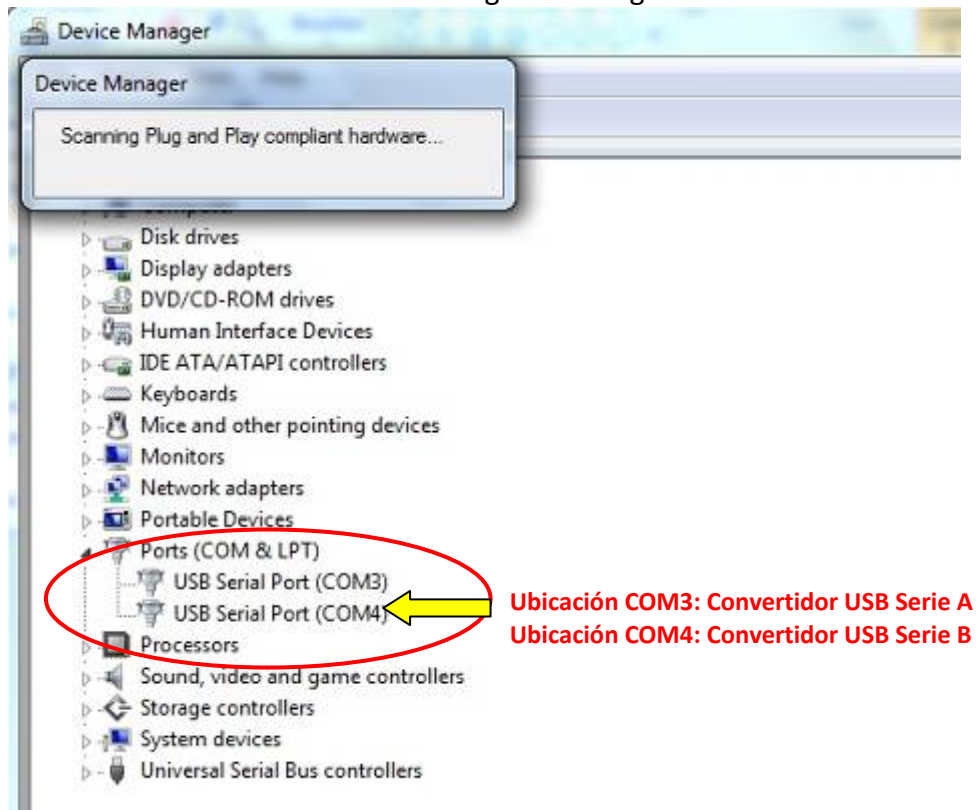 Device Manager
Device Manager
Scanning Plug and Play compliant hardware...
Computer
Disk drives
Display adapters
DVD/CD-ROM drives
Human Interface Devices
IDE ATA/ATAPI controllers
Keyboards
Mice and other pointing devices
Monitors
Network adapters
Portable Devices
Ports (COM & LPT)
USB Serial Port (COM3)
USB Serial Port (COM4)
Ubicación COM3: Convertidor USB Serie A
Ubicación COM4: Convertidor USB Serie B
Processors
Sound, video and game controllers
Storage controllers
System devices
Universal Serial Bus controllers